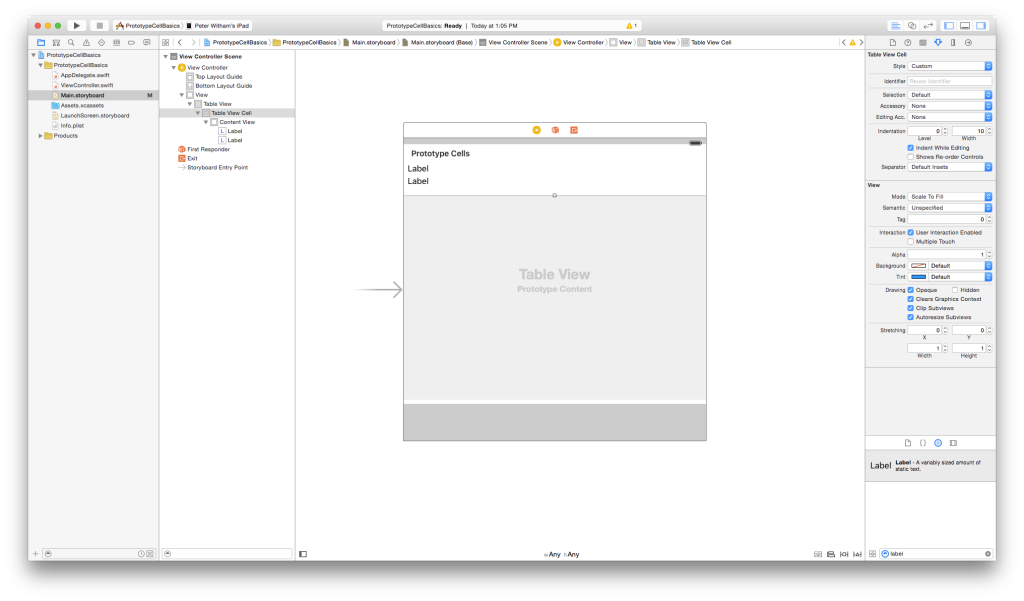 PrototypeCellBasics 〉 Peter Witham's iPad
PrototypeCellBasics: Ready | Today at 1:05 PM
1
PrototypeCellBasics 〉 PrototypeCellBasics 〉 Main.storyboard 〉 Main.storyboard (Base) 〉 View Controller Scene 〉 View Controller 〉 View 〉 Table View 〉 Table View Cell
PrototypeCellBasics
PrototypeCellBasics
AppDelegate.swift
ViewController.swift
Main.storyboard M
Assets.xcassets
LaunchScreen.storyboard
Info.plist
Products
View Controller Scene
View Controller
Top Layout Guide
Bottom Layout Guide
View
Table View
Table View Cell
Content View
L Label
L Label
First Responder
Exit
Storyboard Entry Point
Prototype Cells
Label
Label
Table View
Prototype Content
wAny hAny
Table View Cell
Style Custom
Identifier Reuse Identifier
Selection Default
Accessory None
Editing Acc. None
Indentation 0 10
Level Width
Indent While Editing
Shows Re-order Controls
Separator Default Insets
View
Mode Scale To Fill
Semantic Unspecified
Tag 0
Interaction User Interaction Enabled
Multiple Touch
Alpha 1
Background Default
Tint Default
Drawing Opaque Hidden
Clears Graphics Context
Clip Subviews
Autoresize Subviews
Stretching 0 0
X Y
1 1
Width Height
Label
Label - A variably sized amount of
static text.
label